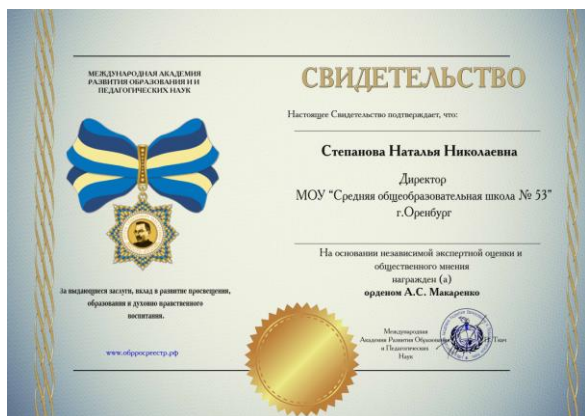 МЕЖДУНАРОДНАЯ АКАДЕМИЯ
РАЗВИТИЯ ОБРАЗОВАНИЯ И И
ПЕДАГОГИЧЕСКИХ НАУК
За выдающиеся заслуги, вклад в развитие просвещения,
образования и духовно нравственного
воспитания.
www.обрросреестр.рф
СВИДЕТЕЛЬСТВО
Настоящее Свидетельство подтверждает, что:
Степанова Наталья Николаевна
Директор
МОУ "Средняя общеобразовательная школа № 53"
г.Оренбург
На основании независимой экспертной оценки и
общественного мнения
награжден (а)
орденом А.С. Макаренко
Международная
Академия Развития
и Педагогических
Наук